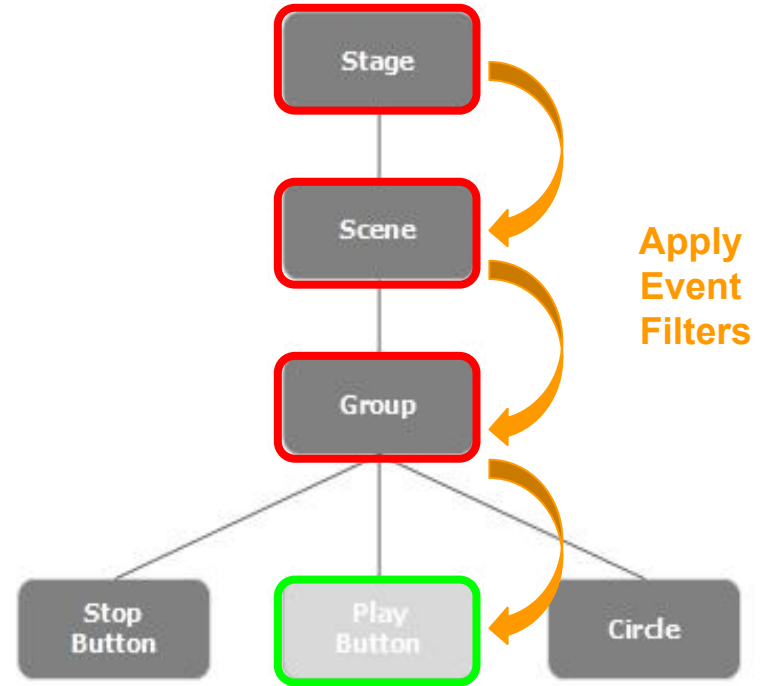 Stage
Scene
Apply
Event
Filters
Group
Stop
Button
Play
Button
Circle